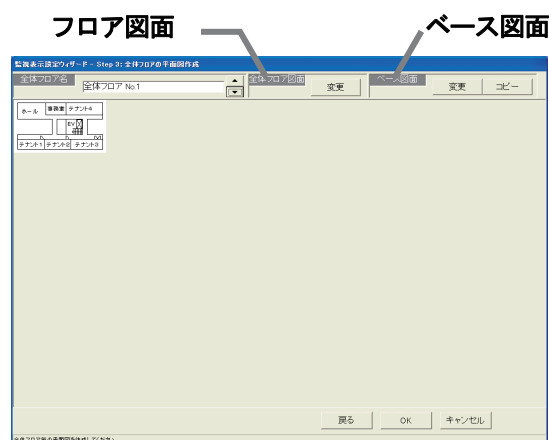 フロア図面
ベース図面
監視表示設定ウィザード - Step 3: 全体フロアの平面図作成
全体フロア名
全体フロア No.1
全体フロア図面
変更
ベース図面
変更
コピー
ホール
事務室
テナント4
EV
テナント1
テナント2
テナント3
戻る
OK
キャンセル